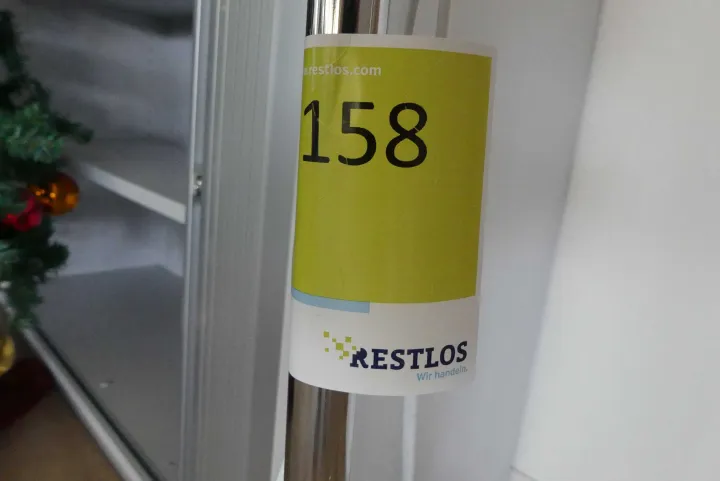 restlos.com
158
RESTLOS
Wir handeln.